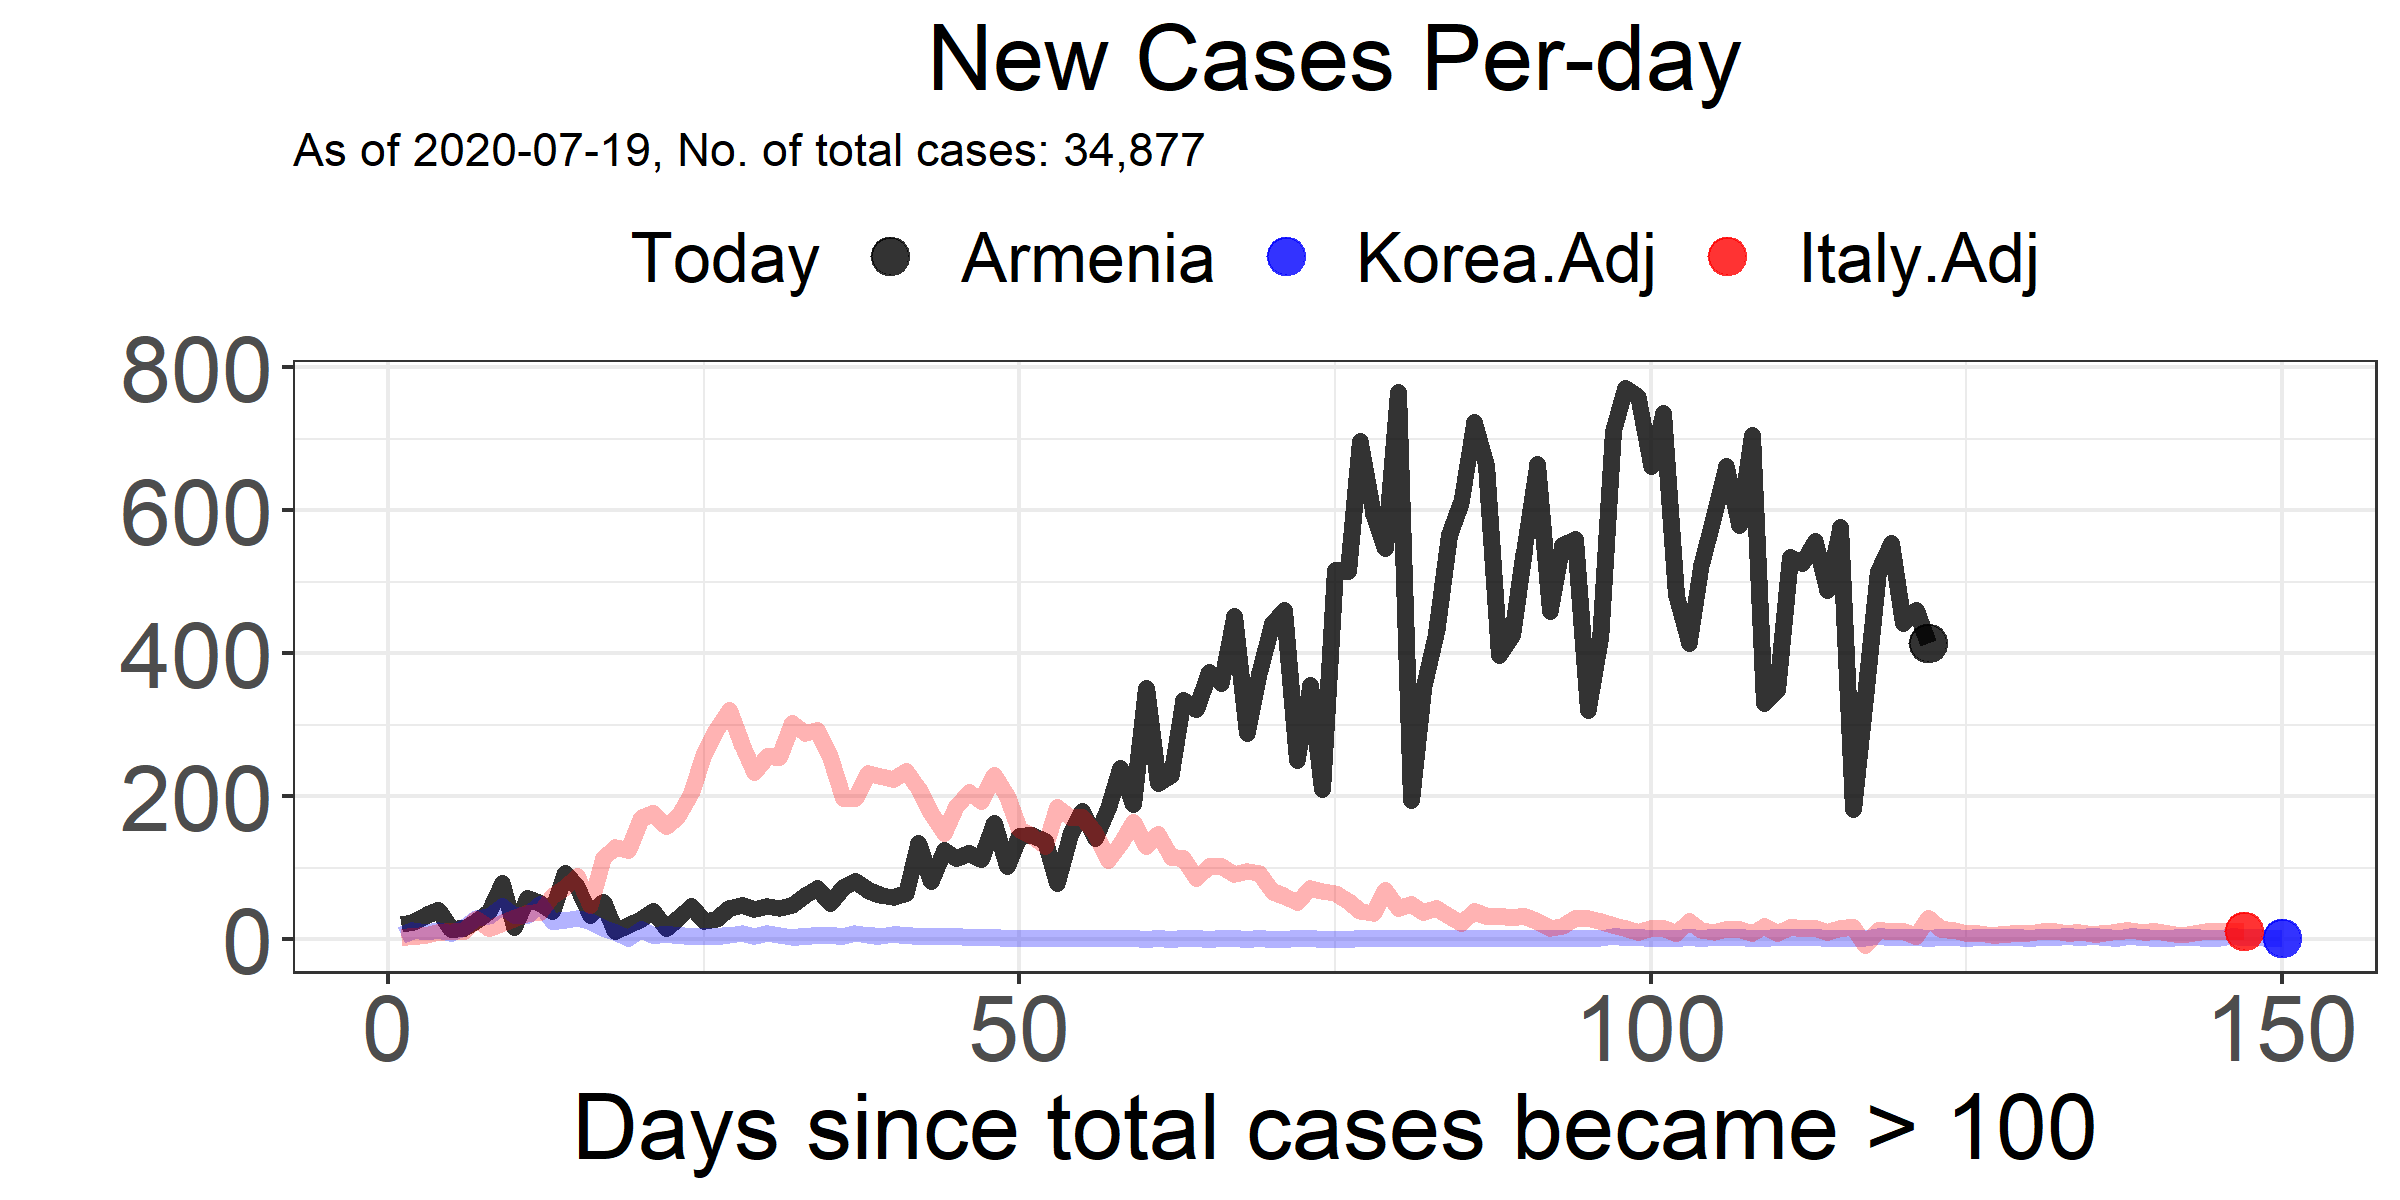 New Cases Per-day
As of 2020-07-19, No. of total cases: 34,877
Today Armenia Korea.Adj Italy.Adj
800
600
400
200
0
0 50 100 150
Days since total cases became > 100